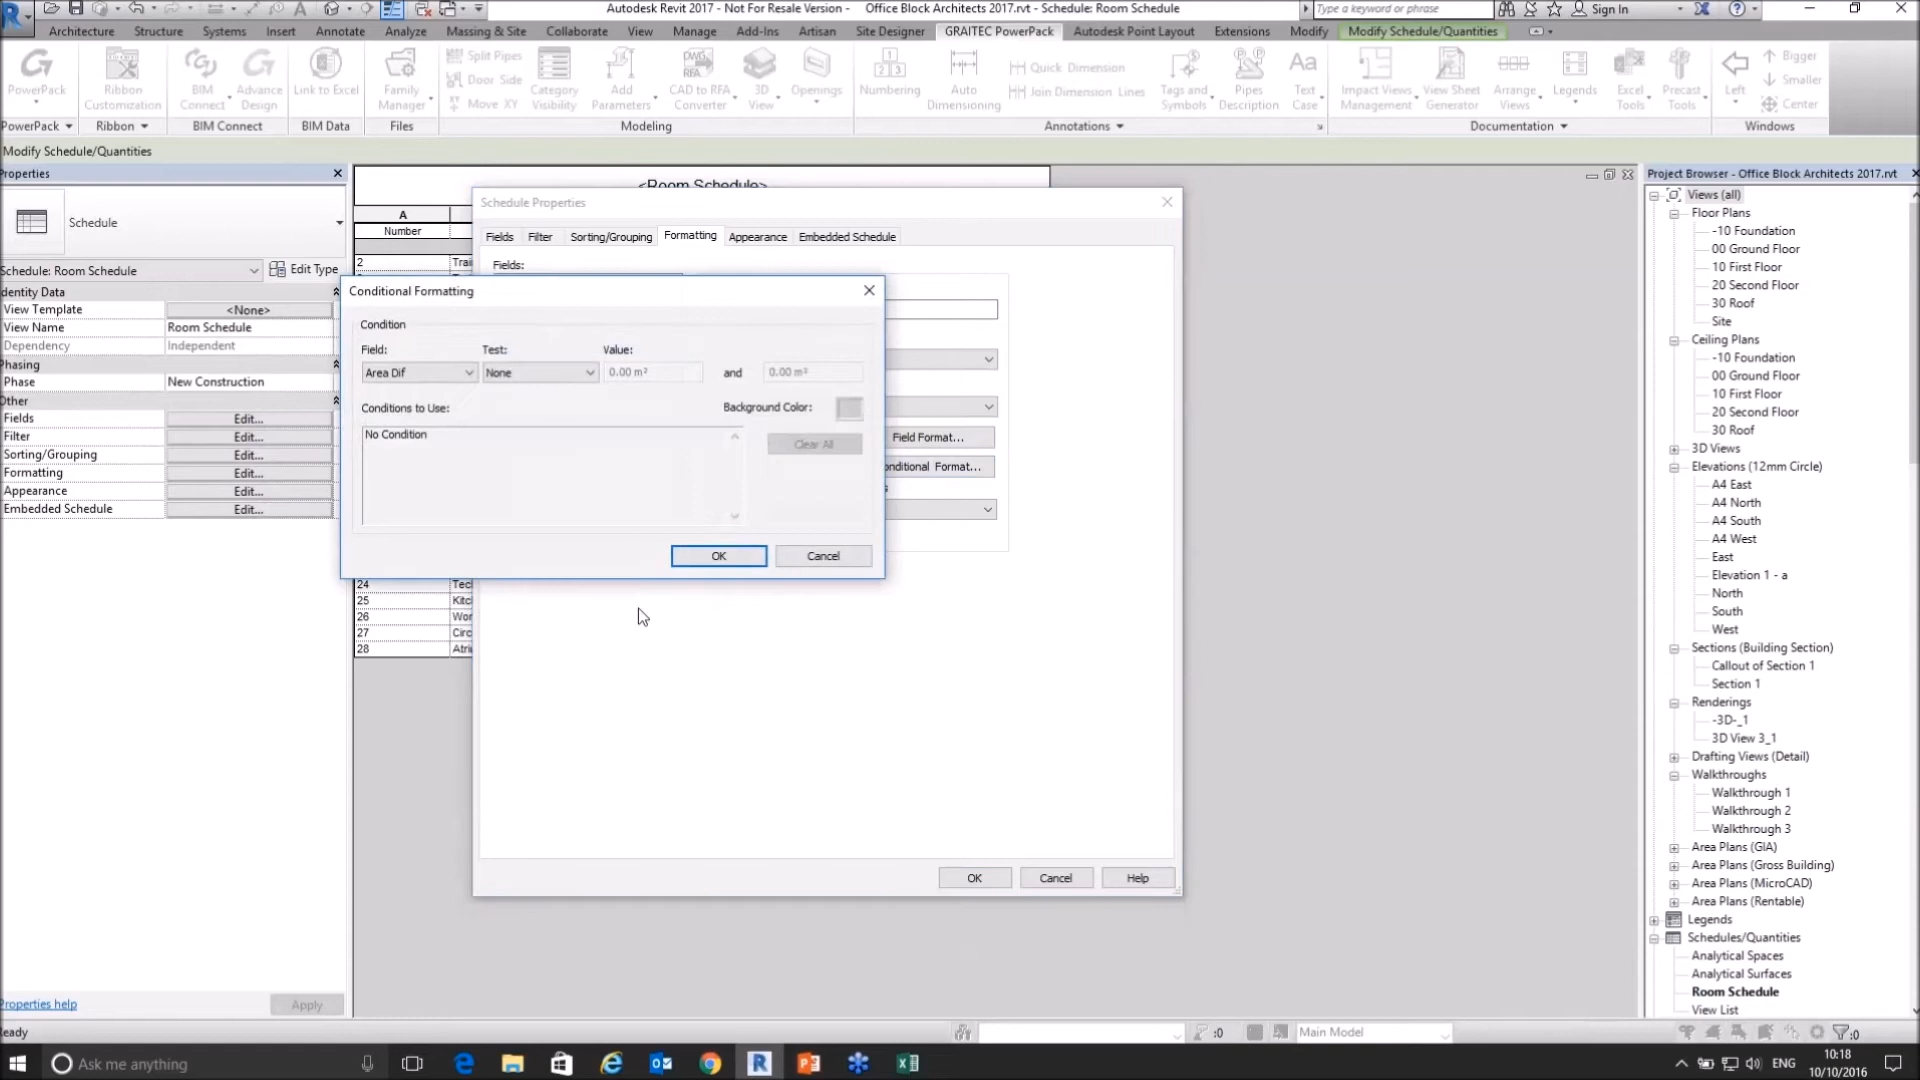 Autodesk Revit 2017 - Not For Resale Version - Office Block Architects 2017.rvt - Schedule: Room Schedule
Type a keyword or phrase
Sign In
Architecture Structure Systems Insert Annotate Analyze Massing & Site Collaborate View Manage Add-Ins Artisan Site Designer GRAITEC PowerPack Autodesk Point Layout Extensions Modify Modify Schedule/Quantities
PowerPack
Ribbon Customization
BIM Connect
Advance Design
Link to Excel
Family Manager
Split Pipes
Door Side
Move XY
Category Visibility
Add Parameters
CAD to RFA Converter
3D View
Openings
Numbering
Auto Dimensioning
Quick Dimension
Join Dimension Lines
Tags and Symbols
Pipes Description
Text Case
Impact Views Management
View Sheet Generator
Arrange Views
Legends
Excel Tools
Precast Tools
Left
Bigger
Smaller
Center
PowerPack Ribbon BIM Connect BIM Data Files Modeling Annotations Documentation Windows
Modify Schedule/Quantities
Properties
Schedule
Schedule: Room Schedule
Edit Type
Identity Data
View Template <None>
View Name Room Schedule
Dependency Independent
Phasing
Phase New Construction
Other
Fields Edit...
Filter Edit...
Sorting/Grouping Edit...
Formatting Edit...
Appearance Edit...
Embedded Schedule Edit...
Properties help
Apply
<Room Schedule>
A
Number
2 Trai
24 Tec
25 Kitc
26 Wor
27 Circ
28 Atri
Schedule Properties
Fields Filter Sorting/Grouping Formatting Appearance Embedded Schedule
Fields:
Field Format...
onditional Format...
OK Cancel Help
Conditional Formatting
Condition
Field: Test: Value:
Area Dif None 0.00 m² and 0.00 m²
Conditions to Use: Background Color:
No Condition
Clear All
OK Cancel
Project Browser - Office Block Architects 2017.rvt
Views (all)
Floor Plans
-10 Foundation
00 Ground Floor
10 First Floor
20 Second Floor
30 Roof
Site
Ceiling Plans
-10 Foundation
00 Ground Floor
10 First Floor
20 Second Floor
30 Roof
3D Views
Elevations (12mm Circle)
A4 East
A4 North
A4 South
A4 West
East
Elevation 1 - a
North
South
West
Sections (Building Section)
Callout of Section 1
Section 1
Renderings
-3D-_1
3D View 3_1
Drafting Views (Detail)
Walkthroughs
Walkthrough 1
Walkthrough 2
Walkthrough 3
Area Plans (GIA)
Area Plans (Gross Building)
Area Plans (MicroCAD)
Area Plans (Rentable)
Legends
Schedules/Quantities
Analytical Spaces
Analytical Surfaces
Room Schedule
View List
Ready
:0
Main Model
:0
Ask me anything
ENG
10:18
10/10/2016